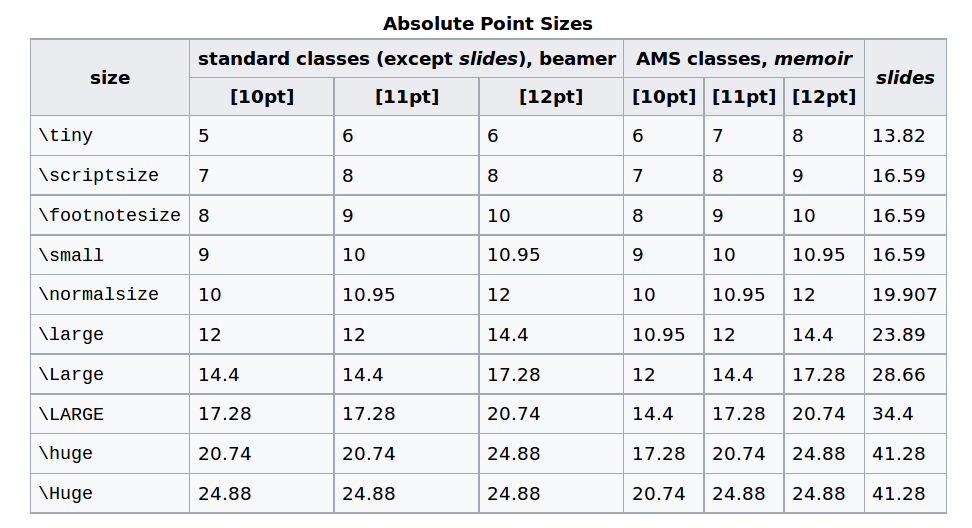 Absolute Point Sizes
size standard classes (except slides), beamer AMS classes, memoir slides
[10pt] [11pt] [12pt] [10pt] [11pt] [12pt]
\tiny 5 6 6 6 7 8 13.82
\scriptsize 7 8 8 7 8 9 16.59
\footnotesize 8 9 10 8 9 10 16.59
\small 9 10 10.95 9 10 10.95 16.59
\normalsize 10 10.95 12 10 10.95 12 19.907
\large 12 12 14.4 10.95 12 14.4 23.89
\Large 14.4 14.4 17.28 12 14.4 17.28 28.66
\LARGE 17.28 17.28 20.74 14.4 17.28 20.74 34.4
\huge 20.74 20.74 24.88 17.28 20.74 24.88 41.28
\Huge 24.88 24.88 24.88 20.74 24.88 24.88 41.28